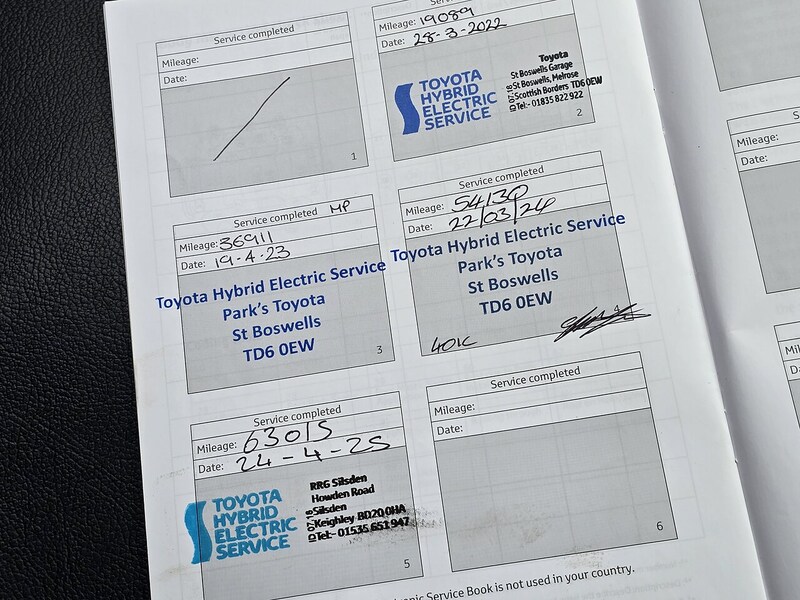 Service completed
Mileage:
Date:
1
Mileage: 19089
Date: 28-3-2022
TOYOTA
HYBRID
ELECTRIC
SERVICE
Toyota
St Boswells Garage
St Boswells, Melrose
Scottish Borders TD6 0EW
Tel:- 01835 822 922
2
Service completed MP
Mileage: 36911
Date: 19-4-23
Toyota Hybrid Electric Service
Park's Toyota
St Boswells
TD6 0EW
3
Service completed
Mileage: 54130
Date: 22/03/24
Toyota Hybrid Electric Service
Park's Toyota
St Boswells
TD6 0EW
Service completed
Mileage: 63015
Date: 24-4-25
TOYOTA
HYBRID
ELECTRIC
SERVICE
RRG Silsden
Howden Road
Silsden
Keighley BD20 0HA
Tel:- 01535 651 947
5
Service completed
Mileage:
Date:
6
Service Book is not used in your country.
Mileage:
Date: